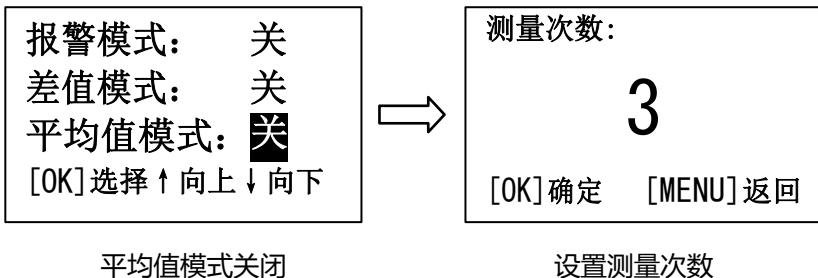 报警模式： 关
差值模式： 关
平均值模式：关
[OK]选择↑向上↓向下
测量次数:
3
[OK]确定 [MENU]返回
平均值模式关闭
设置测量次数